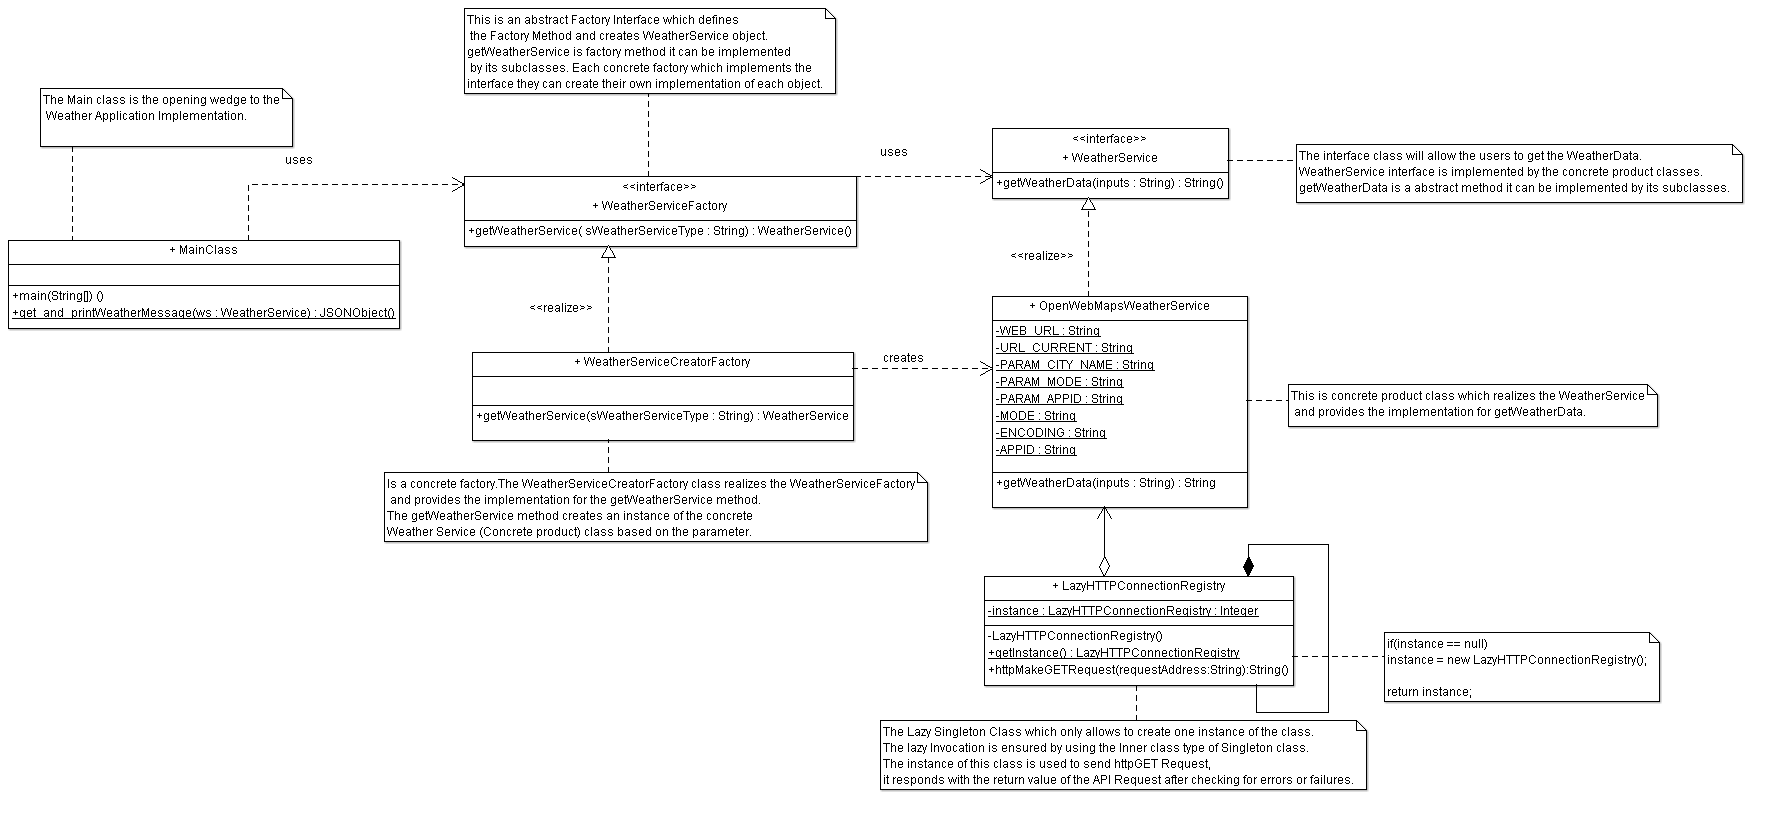 This is an abstract Factory Interface which defines
the Factory Method and creates WeatherService object.
getWeatherService is factory method it can be implemented
by its subclasses. Each concrete factory which implements the
interface they can create their own implementation of each object.
The Main class is the opening wedge to the
Weather Application Implementation.
uses
uses
<<interface>>
+ WeatherService
+getWeatherData(inputs : String) : String()
The interface class will allow the users to get the WeatherData.
WeatherService interface is implemented by the concrete product classes.
getWeatherData is a abstract method it can be implemented by its subclasses.
<<interface>>
+ WeatherServiceFactory
+getWeatherService( sWeatherServiceType : String) : WeatherService()
+ MainClass
+main(String[]) ()
+get_and_printWeatherMessage(ws : WeatherService) : JSONObject()
<<realize>>
<<realize>>
+ WeatherServiceCreatorFactory
+getWeatherService(sWeatherServiceType : String) : WeatherService
creates
+ OpenWebMapsWeatherService
-WEB_URL : String
-URL_CURRENT : String
-PARAM_CITY_NAME : String
-PARAM_MODE : String
-PARAM_APPID : String
-MODE : String
-ENCODING : String
-APPID : String
+getWeatherData(inputs : String) : String
This is concrete product class which realizes the WeatherService
and provides the implementation for getWeatherData.
Is a concrete factory.The WeatherServiceCreatorFactory class realizes the WeatherServiceFactory
and provides the implementation for the getWeatherService method.
The getWeatherService method creates an instance of the concrete
Weather Service (Concrete product) class based on the parameter.
+ LazyHTTPConnectionRegistry
-instance : LazyHTTPConnectionRegistry : Integer
-LazyHTTPConnectionRegistry()
+getInstance() : LazyHTTPConnectionRegistry
+httpMakeGETRequest(requestAddress:String):String()
if(instance == null)
instance = new LazyHTTPConnectionRegistry();
return instance;
The Lazy Singleton Class which only allows to create one instance of the class.
The lazy Invocation is ensured by using the Inner class type of Singleton class.
The instance of this class is used to send httpGET Request,
it responds with the return value of the API Request after checking for errors or failures.